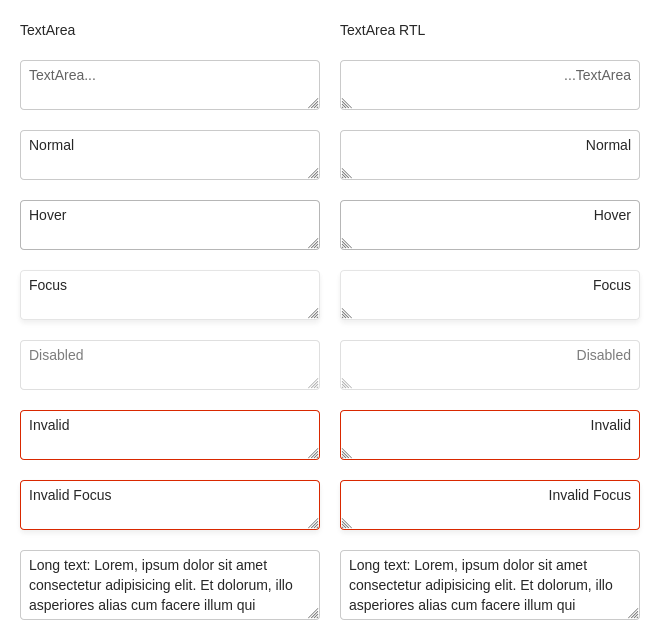 TextArea
TextArea RTL
TextArea...
...TextArea
Normal
Normal
Hover
Hover
Focus
Focus
Disabled
Disabled
Invalid
Invalid
Invalid Focus
Invalid Focus
Long text: Lorem, ipsum dolor sit amet
consectetur adipisicing elit. Et dolorum, illo
asperiores alias cum facere illum qui
Long text: Lorem, ipsum dolor sit amet
consectetur adipisicing elit. Et dolorum, illo
asperiores alias cum facere illum qui